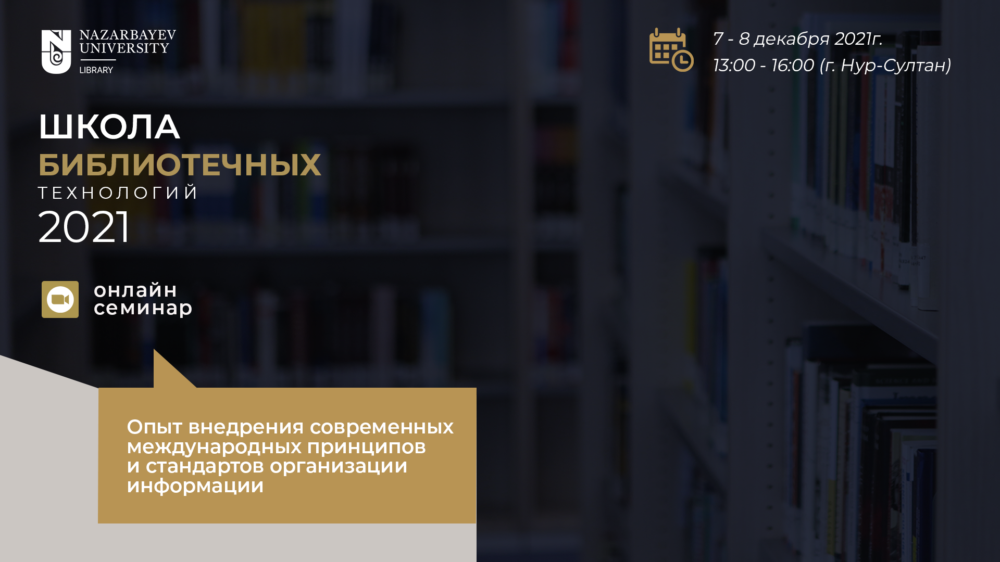 NAZARBAYEV
UNIVERSITY
LIBRARY
7 - 8 декабря 2021г.
13:00 - 16:00 (г. Нур-Султан)
ШКОЛА
БИБЛИОТЕЧНЫХ
ТЕХНОЛОГИЙ
2021
онлайн
семинар
Опыт внедрения современных
международных принципов
и стандартов организации
информации